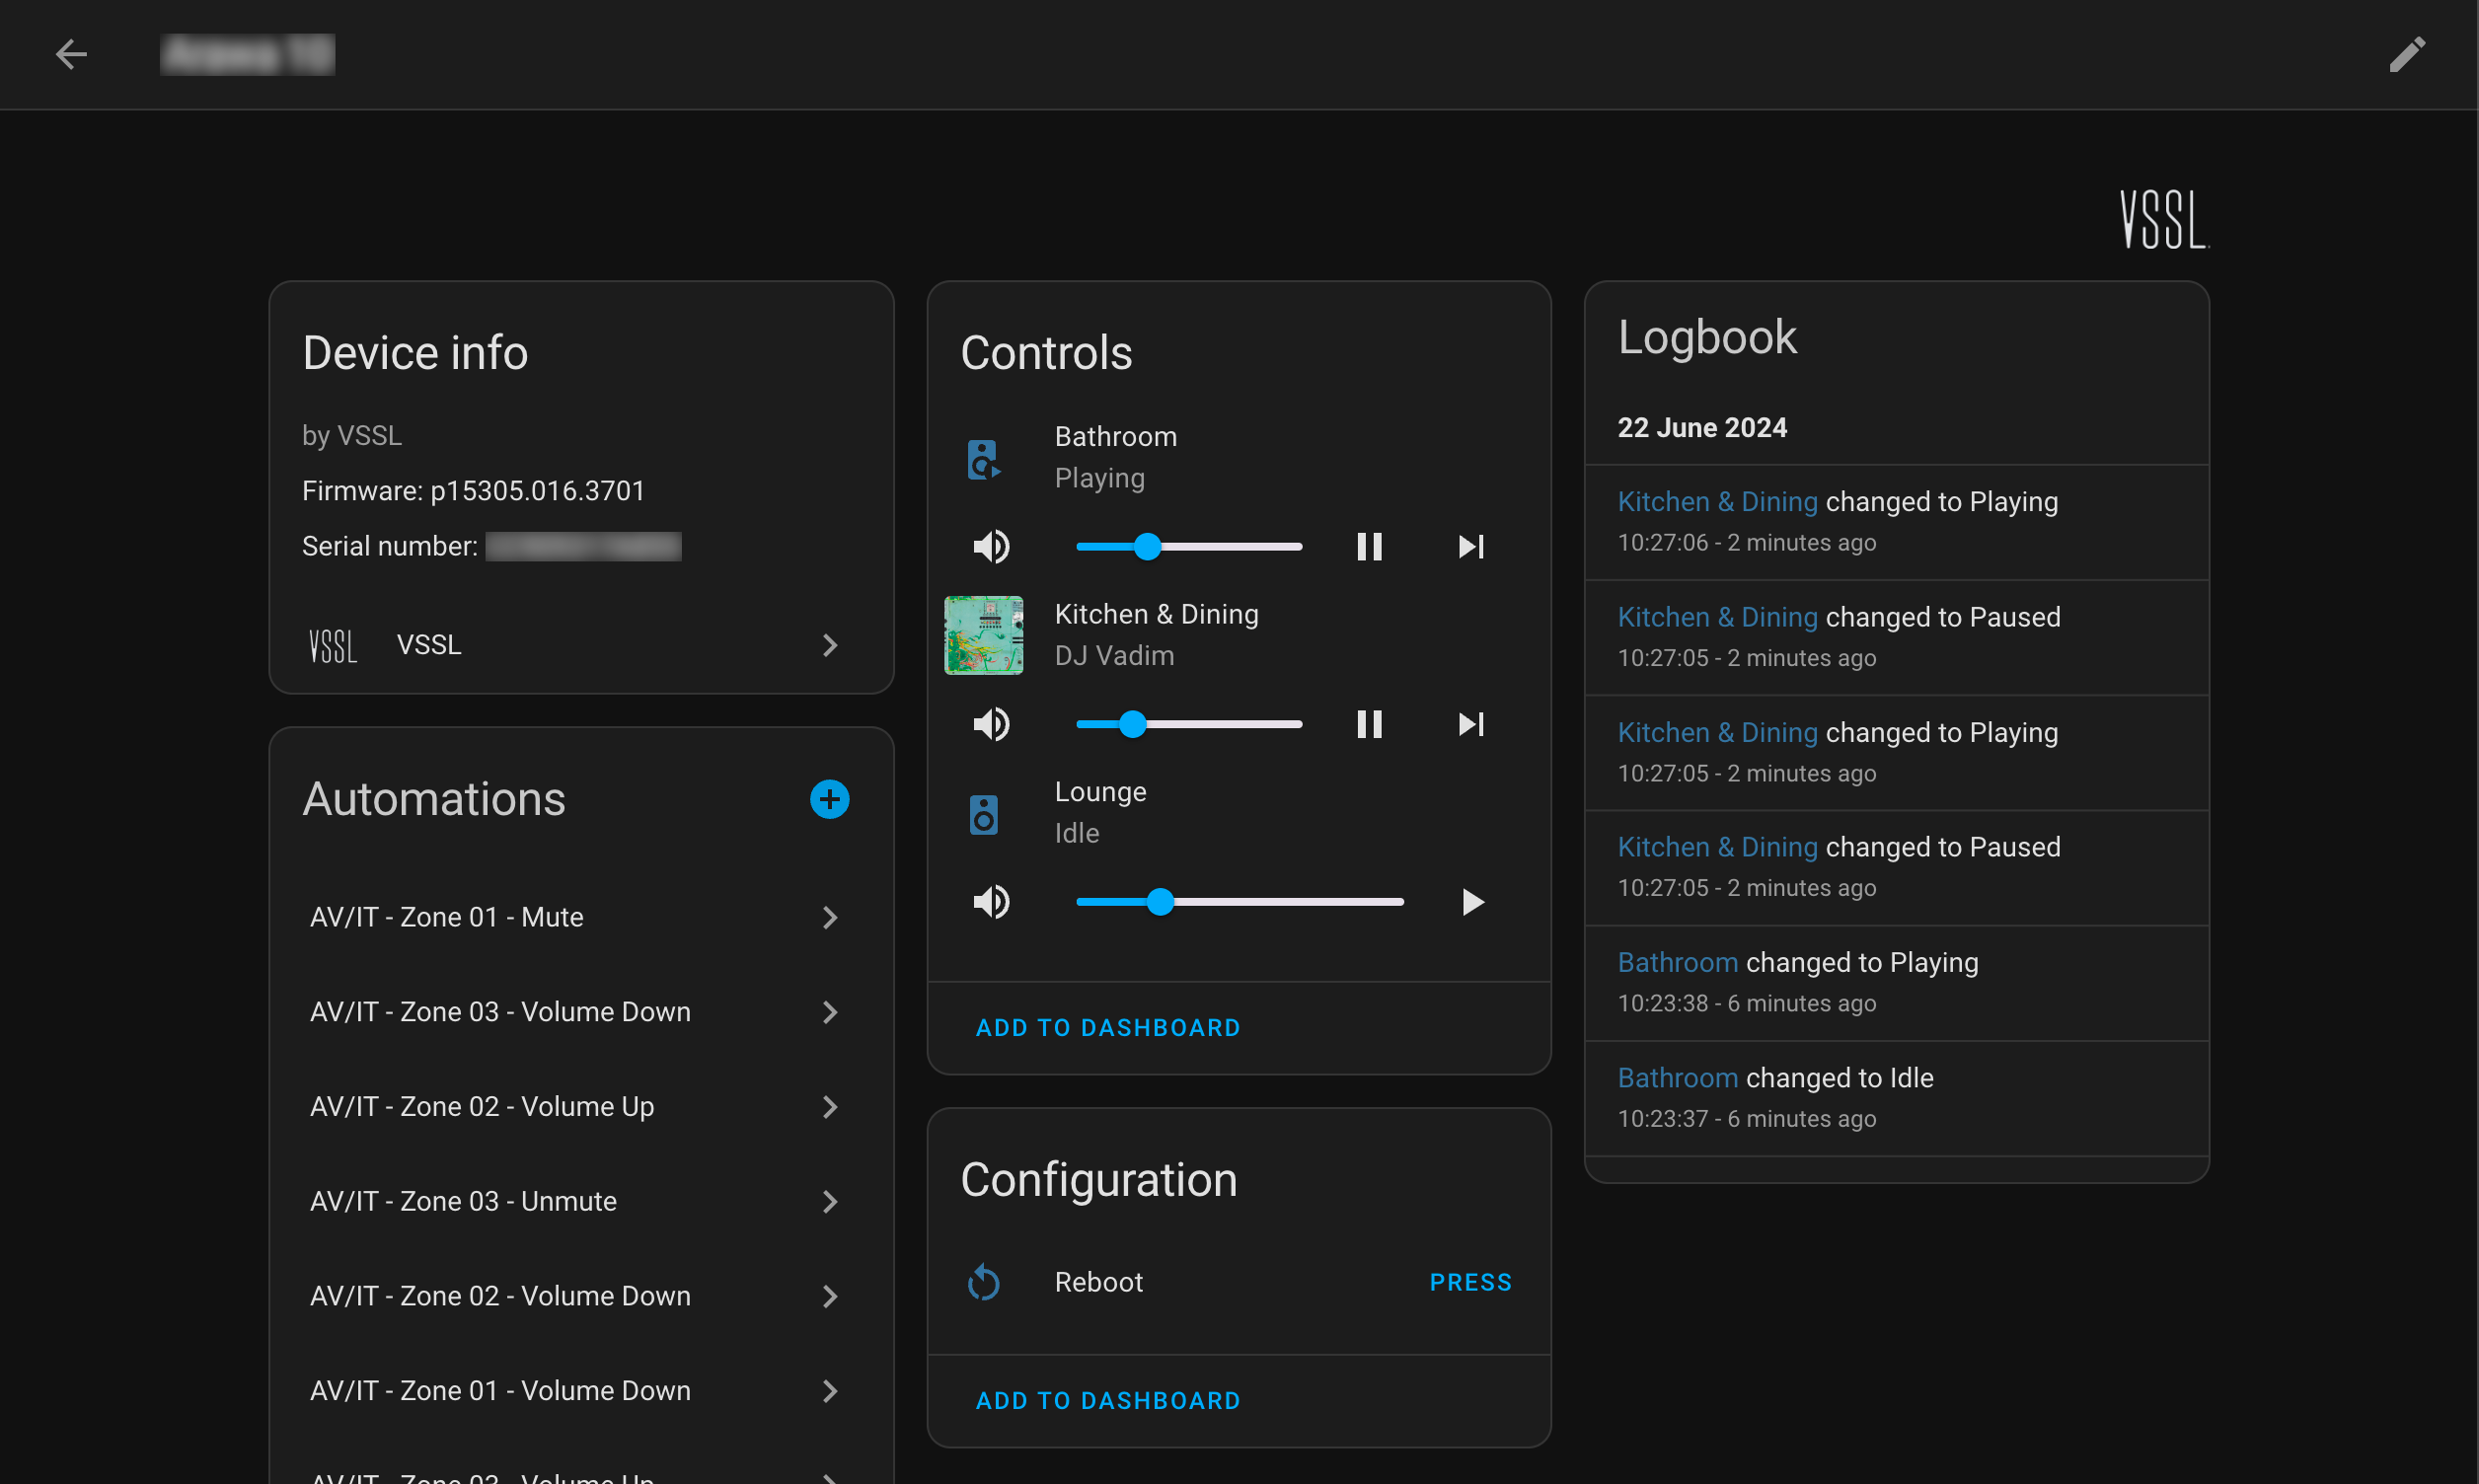 VSSL
Device info
by VSSL
Firmware: p15305.016.3701
Serial number:
VSSL VSSL
Automations
AV/IT - Zone 01 - Mute
AV/IT - Zone 03 - Volume Down
AV/IT - Zone 02 - Volume Up
AV/IT - Zone 03 - Unmute
AV/IT - Zone 02 - Volume Down
AV/IT - Zone 01 - Volume Down
AV/IT - Zone 03 - Volume Up
Controls
Bathroom
Playing
Kitchen & Dining
DJ Vadim
Lounge
Idle
ADD TO DASHBOARD
Configuration
Reboot PRESS
ADD TO DASHBOARD
Logbook
22 June 2024
Kitchen & Dining changed to Playing
10:27:06 - 2 minutes ago
Kitchen & Dining changed to Paused
10:27:05 - 2 minutes ago
Kitchen & Dining changed to Playing
10:27:05 - 2 minutes ago
Kitchen & Dining changed to Paused
10:27:05 - 2 minutes ago
Bathroom changed to Playing
10:23:38 - 6 minutes ago
Bathroom changed to Idle
10:23:37 - 6 minutes ago